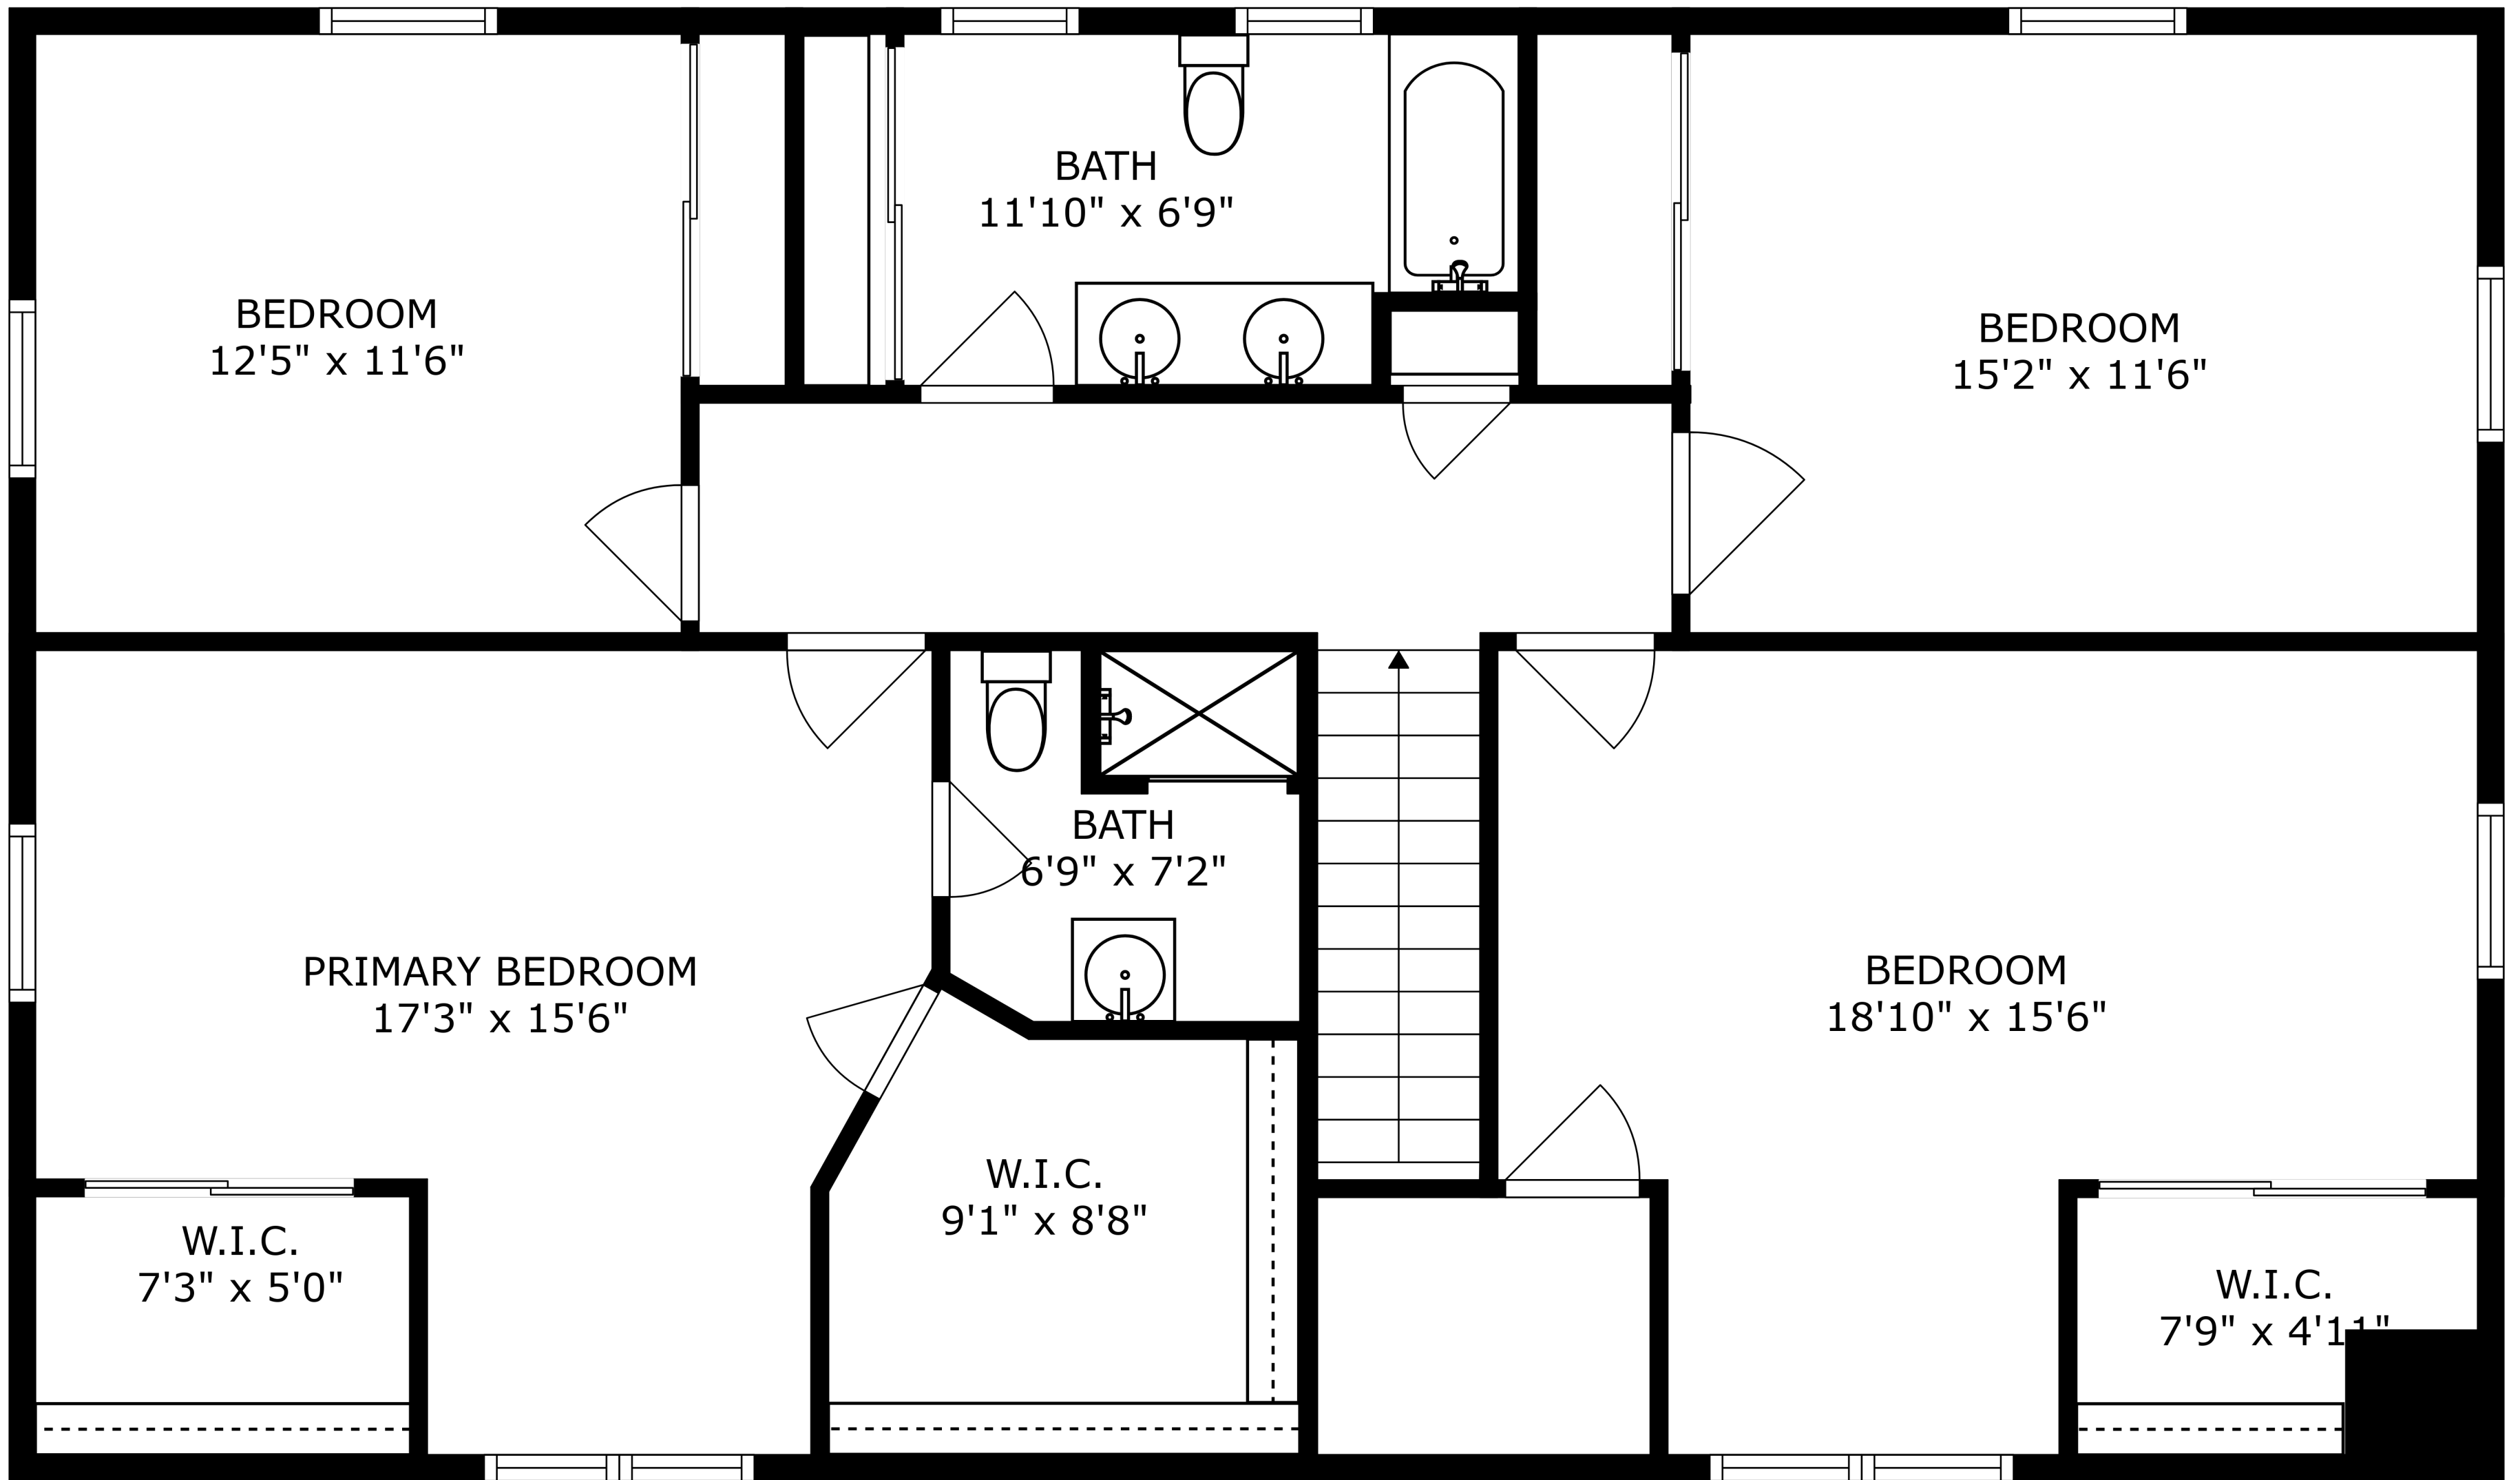 BATH
11'10" x 6'9"
BEDROOM
12'5" x 11'6"
BEDROOM
15'2" x 11'6"
BATH
6'9" x 7'2"
PRIMARY BEDROOM
17'3" x 15'6"
BEDROOM
18'10" x 15'6"
W.I.C.
9'1" x 8'8"
W.I.C.
7'3" x 5'0"
W.I.C.
7'9" x 4'11"